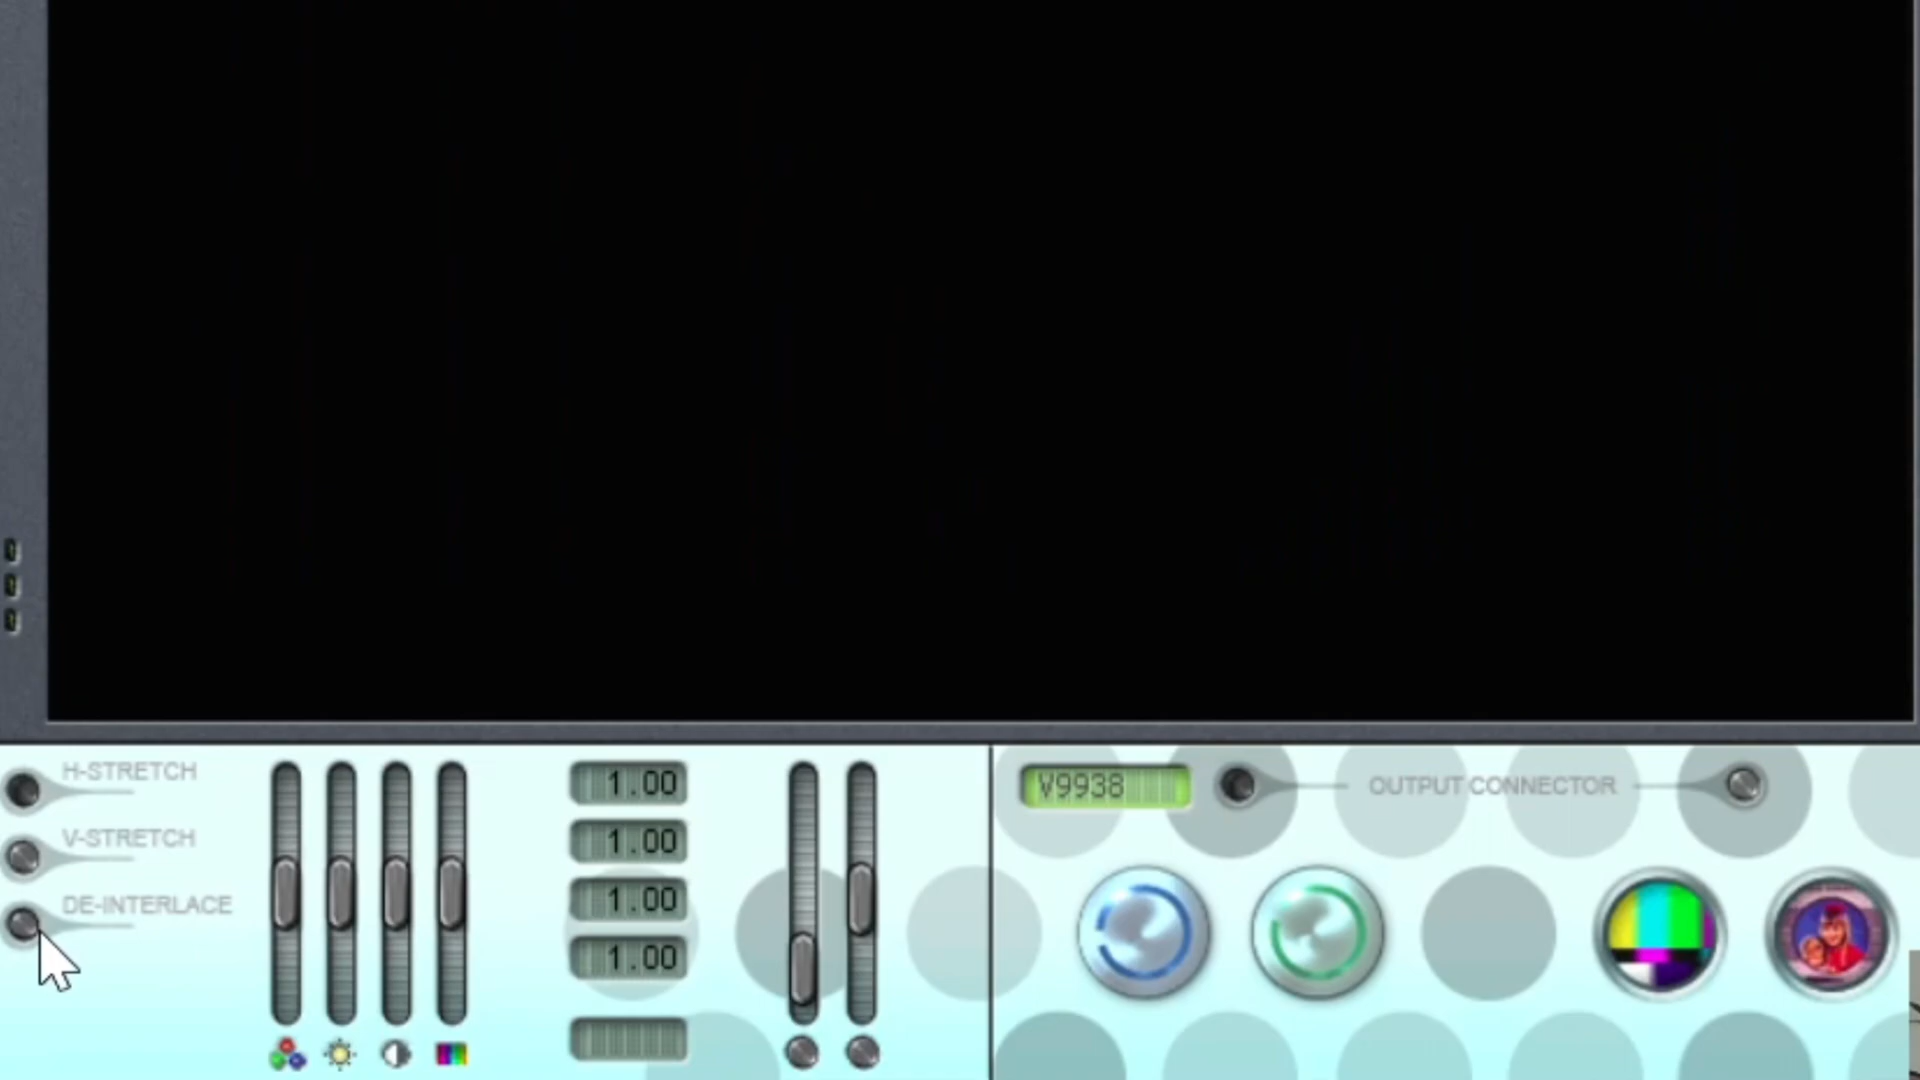 H-STRETCH
V-STRETCH
DE-INTERLACE
1.00
1.00
1.00
1.00
V9938
OUTPUT CONNECTOR